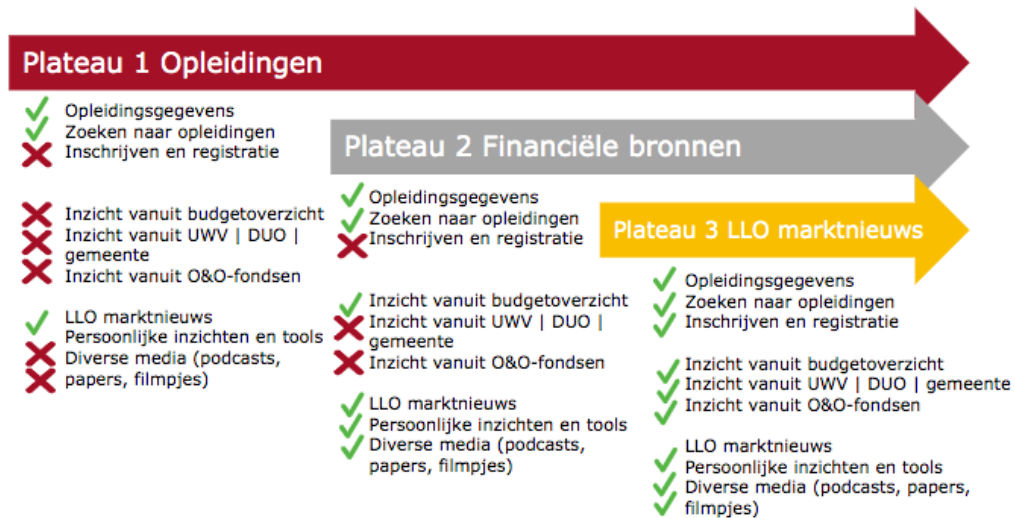 Plateau 1 Opleidingen
Opleidingsgegevens
Zoeken naar opleidingen
Inschrijven en registratie
Inzicht vanuit budgetoverzicht
Inzicht vanuit UWV | DUO |
gemeente
Inzicht vanuit O&O-fondsen
LLO marktnieuws
Persoonlijke inzichten en tools
Diverse media (podcasts,
papers, filmpjes)
Plateau 2 Financiële bronnen
Opleidingsgegevens
Zoeken naar opleidingen
Inschrijven en registratie
Inzicht vanuit budgetoverzicht
Inzicht vanuit UWV | DUO |
gemeente
Inzicht vanuit O&O-fondsen
LLO marktnieuws
Persoonlijke inzichten en tools
Diverse media (podcasts,
papers, filmpjes)
Plateau 3 LLO marktnieuws
Opleidingsgegevens
Zoeken naar opleidingen
Inschrijven en registratie
Inzicht vanuit budgetoverzicht
Inzicht vanuit UWV | DUO | gemeente
Inzicht vanuit O&O-fondsen
LLO marktnieuws
Persoonlijke inzichten en tools
Diverse media (podcasts, papers,
filmpjes)